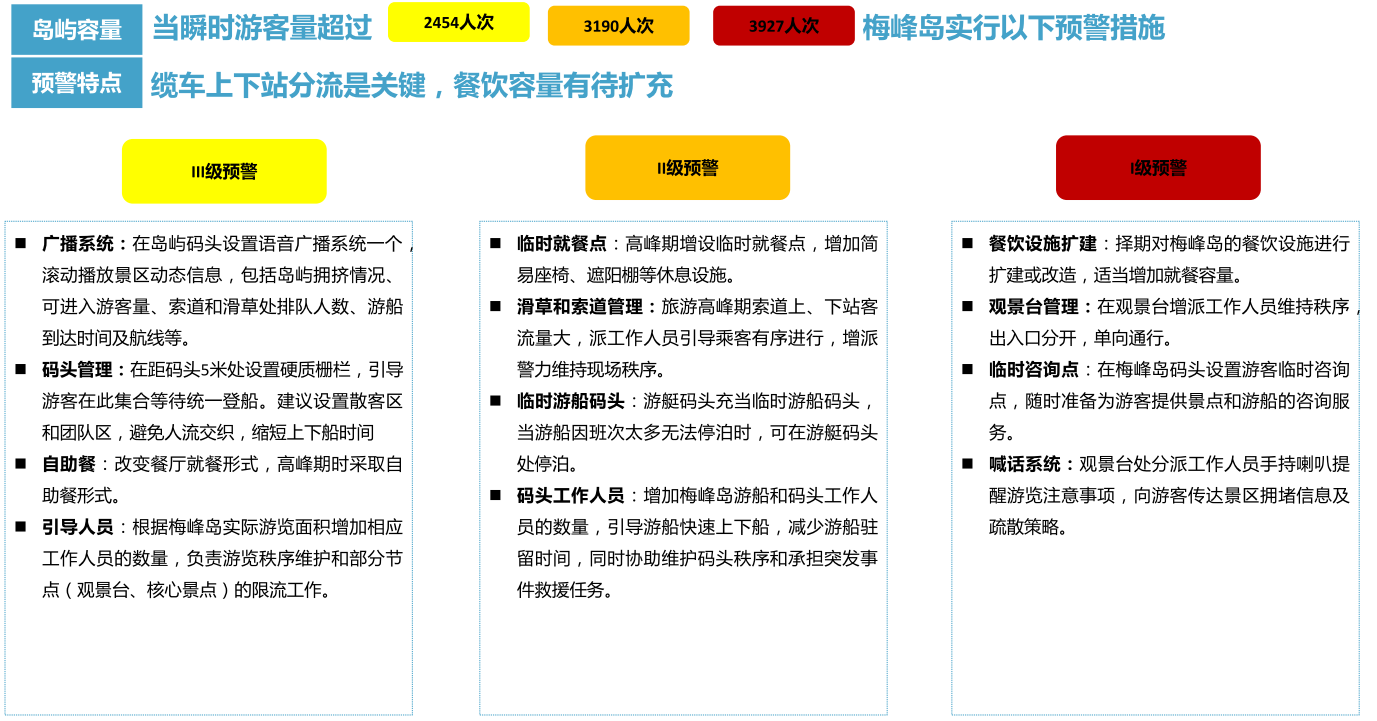 岛屿容量 当瞬时游客量超过 2454人次 3190人次 3927人次 梅峰岛实行以下预警措施
预警特点 缆车上下站分流是关键，餐饮容量有待扩充
III级预警
■ 广播系统：在岛屿码头设置语音广播系统一个，
滚动播放景区动态信息，包括岛屿拥挤情况、
可进入游客量、索道和滑草处排队人数、游船
到达时间及航线等。
■ 码头管理：在距码头5米处设置硬质栅栏，引导
游客在此集合等待统一登船。建议设置散客区
和团队区，避免人流交织，缩短上下船时间
■ 自助餐：改变餐厅就餐形式，高峰期时采取自
助餐形式。
■ 引导人员：根据梅峰岛实际游览面积增加相应
工作人员的数量，负责游览秩序维护和部分节
点（观景台、核心景点）的限流工作。
II级预警
■ 临时就餐点：高峰期增设临时就餐点，增加简
易座椅、遮阳棚等休息设施。
■ 滑草和索道管理：旅游高峰期索道上、下站客
流量大，派工作人员引导乘客有序进行，增派
警力维持现场秩序。
■ 临时游船码头：游艇码头充当临时游船码头，
当游船因班次太多无法停泊时，可在游艇码头
处停泊。
■ 码头工作人员：增加梅峰岛游船和码头工作人
员的数量，引导游船快速上下船，减少游船驻
留时间，同时协助维护码头秩序和承担突发事
件救援任务。
I级预警
■ 餐饮设施扩建：择期对梅峰岛的餐饮设施进行
扩建或改造，适当增加就餐容量。
■ 观景台管理：在观景台增派工作人员维持秩序，
出入口分开，单向通行。
■ 临时咨询点：在梅峰岛码头设置游客临时咨询
点，随时准备为游客提供景点和游船的咨询服
务。
■ 喊话系统：观景台处分派工作人员手持喇叭提
醒游览注意事项，向游客传达景区拥堵信息及
疏散策略。